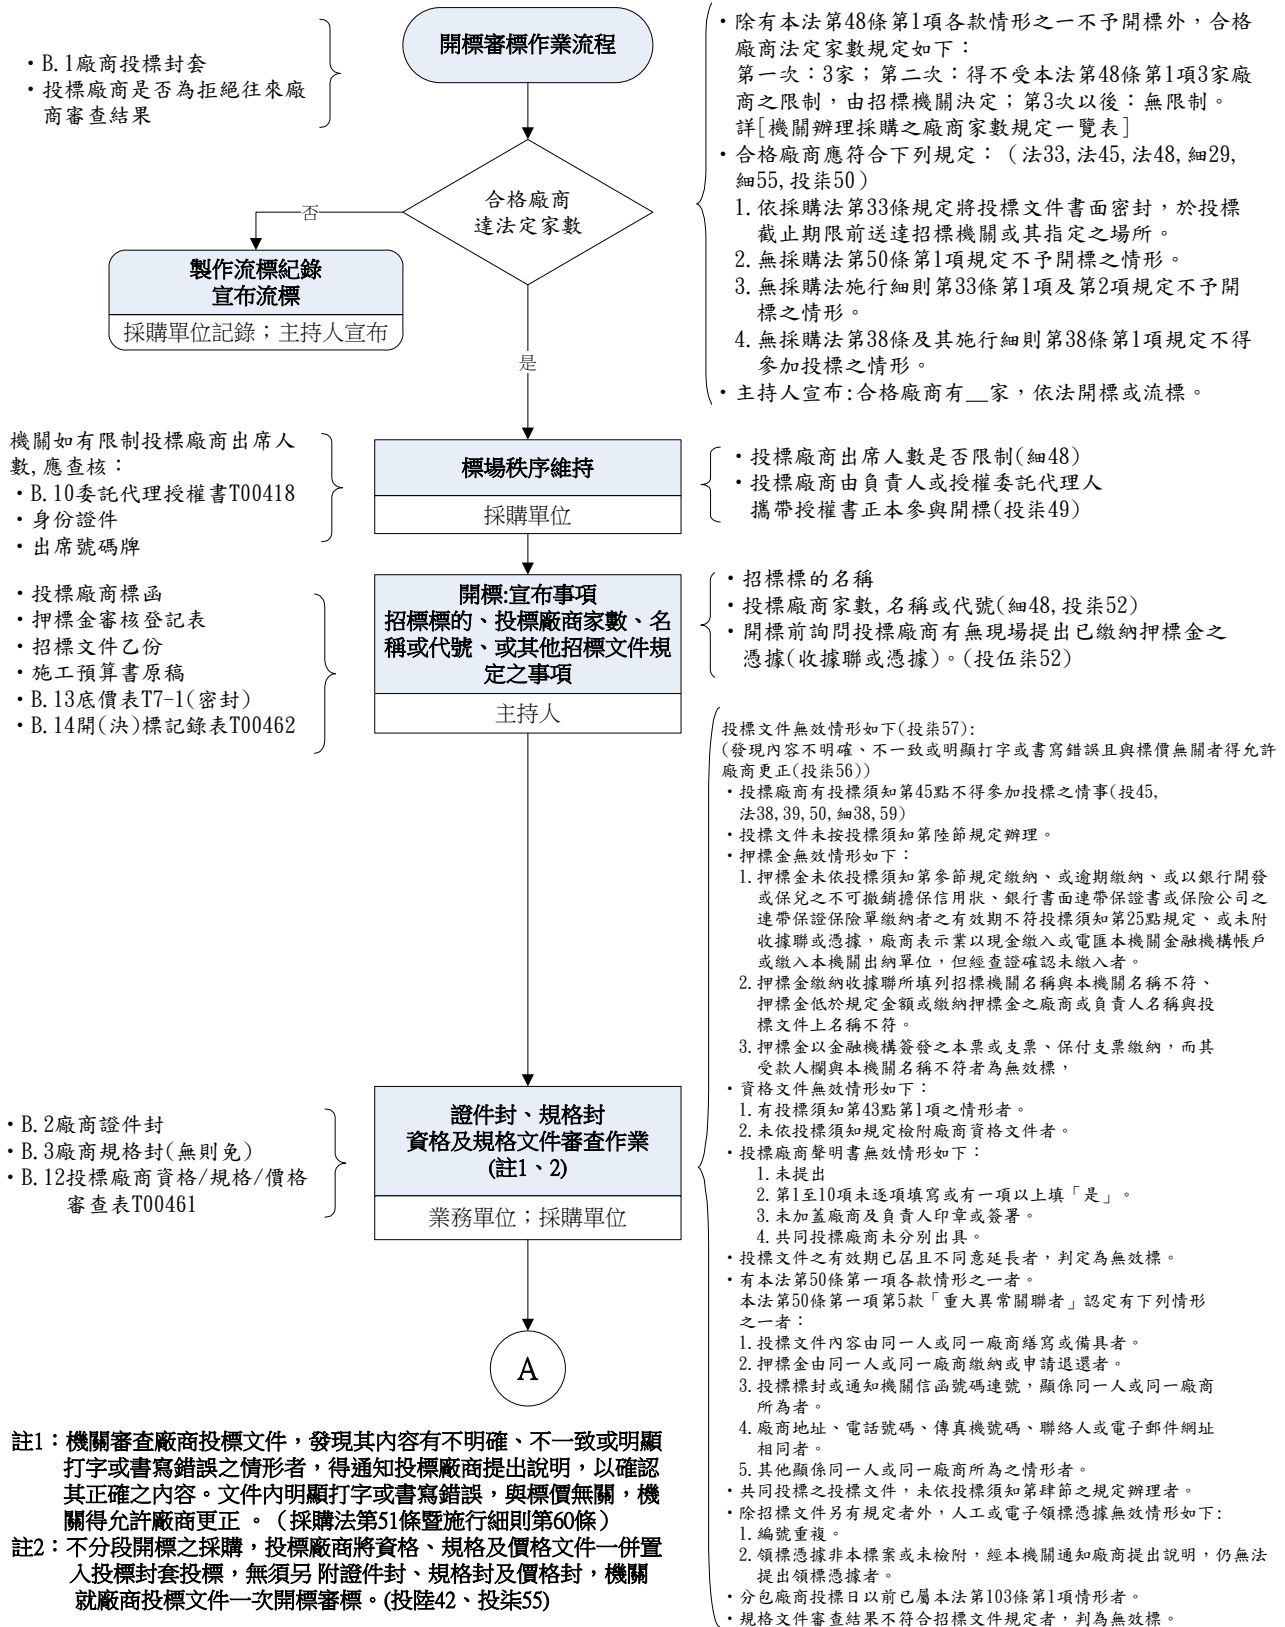 開標審標作業流程
・B.1廠商投標封套
・投標廠商是否為拒絕往來廠
商審查結果
・除有本法第48條第1項各款情形之一不予開標外，合格
廠商法定家數規定如下：
第一次：3家；第二次：得不受本法第48條第1項3家廠
商之限制，由招標機關決定；第3次以後：無限制。
詳[機關辦理採購之廠商家數規定一覽表]
・合格廠商應符合下列規定：（法33,法45,法48,細29,
細55,投柒50）
1.依採購法第33條規定將投標文件書面密封，於投標
截止期限前送達招標機關或其指定之場所。
2.無採購法第50條第1項規定不予開標之情形。
3.無採購法施行細則第33條第1項及第2項規定不予開
標之情形。
4.無採購法第38條及其施行細則第38條第1項規定不得
參加投標之情形。
・主持人宣布:合格廠商有__家，依法開標或流標。
合格廠商
達法定家數
否
製作流標紀錄
宣布流標
採購單位記錄；主持人宣布
是
機關如有限制投標廠商出席人
數,應查核：
・B.10委託代理授權書T00418
・身份證件
・出席號碼牌
標場秩序維持
採購單位
・投標廠商出席人數是否限制(細48)
・投標廠商由負責人或授權委託代理人
攜帶授權書正本參與開標(投柒49)
・投標廠商標函
・押標金審核登記表
・招標文件乙份
・施工預算書原稿
・B.13底價表T7-1(密封)
・B.14開(決)標記錄表T00462
開標:宣布事項
招標標的、投標廠商家數、名
稱或代號、或其他招標文件規
定之事項
主持人
・招標標的名稱
・投標廠商家數,名稱或代號(細48,投柒52)
・開標前詢問投標廠商有無現場提出已繳納押標金之
憑據(收據聯或憑據)。(投伍柒52)
投標文件無效情形如下(投柒57):
(發現內容不明確、不一致或明顯打字或書寫錯誤且與標價無關者得允許
廠商更正(投柒56))
・投標廠商有投標須知第45點不得參加投標之情事(投45,
法38,39,50,細38,59)
・投標文件未按投標須知第陸節規定辦理。
・押標金無效情形如下：
1.押標金未依投標須知第參節規定繳納、或逾期繳納、或以銀行開發
或保兌之不可撤銷擔保信用狀、銀行書面連帶保證書或保險公司之
連帶保證保險單繳納者之有效期不符投標須知第25點規定、或未附
收據聯或憑據，廠商表示業以現金繳入或電匯本機關金融機構帳戶
或繳入本機關出納單位，但經查證確認未繳入者。
2.押標金繳納收據聯所填列招標機關名稱與本機關名稱不符、
押標金低於規定金額或繳納押標金之廠商或負責人名稱與投
標文件上名稱不符。
3.押標金以金融機構簽發之本票或支票、保付支票繳納，而其
受款人欄與本機關名稱不符者為無效標，
・資格文件無效情形如下：
1.有投標須知第43點第1項之情形者。
2.未依投標須知規定檢附廠商資格文件者。
・投標廠商聲明書無效情形如下：
1.未提出
2.第1至10項未逐項填寫或有一項以上填「是」。
3.未加蓋廠商及負責人印章或簽署。
4.共同投標廠商未分別出具。
・投標文件之有效期已屆且不同意延長者，判定為無效標。
・有本法第50條第一項各款情形之一者。
本法第50條第一項第5款「重大異常關聯者」認定有下列情形
之一者：
1.投標文件內容由同一人或同一廠商繕寫或備具者。
2.押標金由同一人或同一廠商繳納或申請退還者。
3.投標標封或通知機關信函號碼連號，顯係同一人或同一廠商
所為者。
4.廠商地址、電話號碼、傳真機號碼、聯絡人或電子郵件網址
相同者。
5.其他顯係同一人或同一廠商所為之情形者。
・共同投標之投標文件，未依投標須知第肆節之規定辦理者。
・除招標文件另有規定者外，人工或電子領標憑據無效情形如下:
1.編號重複。
2.領標憑據非本標案或未檢附，經本機關通知廠商提出說明，仍無法
提出領標憑據者。
・分包廠商投標日以前已屬本法第103條第1項情形者。
・規格文件審查結果不符合招標文件規定者，判為無效標。
・B.2廠商證件封
・B.3廠商規格封(無則免)
・B.12投標廠商資格/規格/價格
審查表T00461
證件封、規格封
資格及規格文件審查作業
(註1、2)
業務單位；採購單位
A
註1：機關審查廠商投標文件，發現其內容有不明確、不一致或明顯
打字或書寫錯誤之情形者，得通知投標廠商提出說明，以確認
其正確之內容。文件內明顯打字或書寫錯誤，與標價無關，機
關得允許廠商更正 。（採購法第51條暨施行細則第60條）
註2：不分段開標之採購，投標廠商將資格、規格及價格文件一併置
入投標封套投標，無須另 附證件封、規格封及價格封，機關
就廠商投標文件一次開標審標。(投陸42、投柒55)